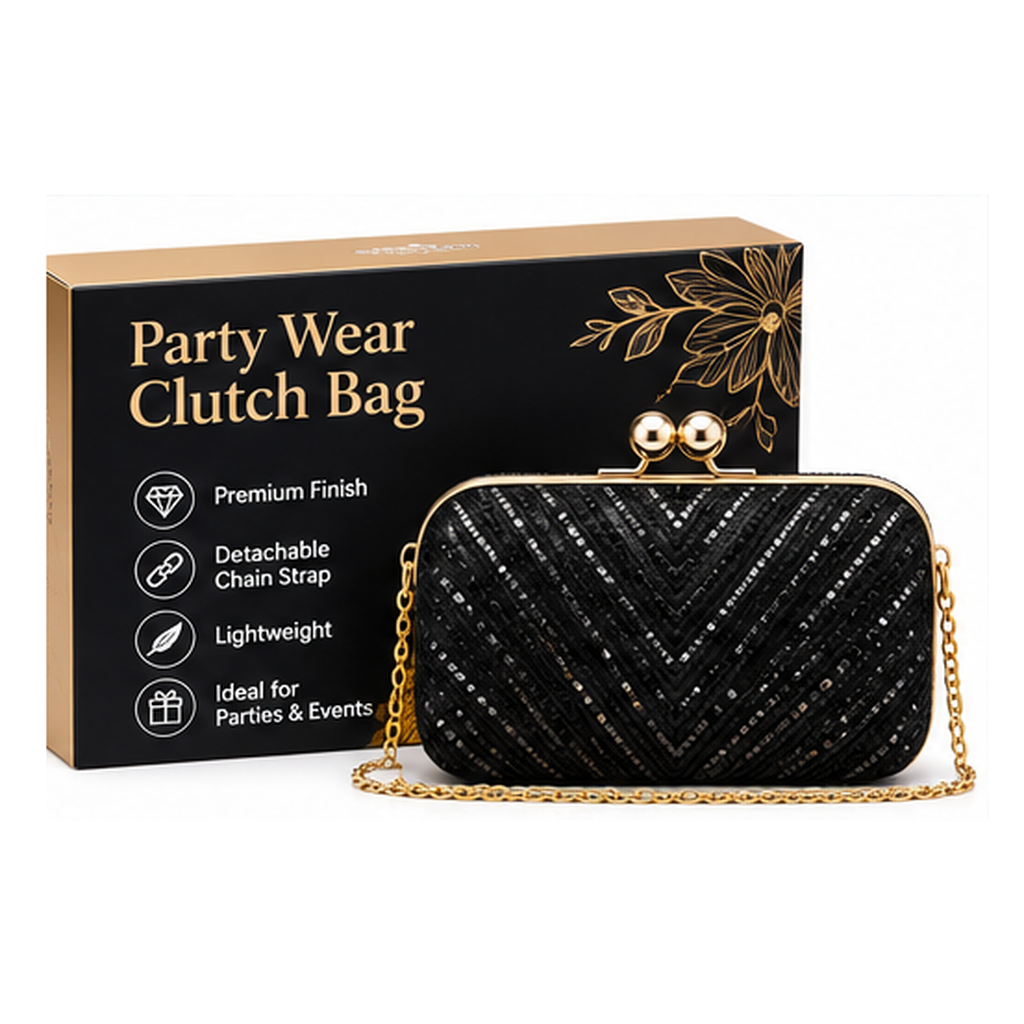 Party Wear
Clutch Bag
Premium Finish
Detachable
Chain Strap
Lightweight
Ideal for
Parties & Events